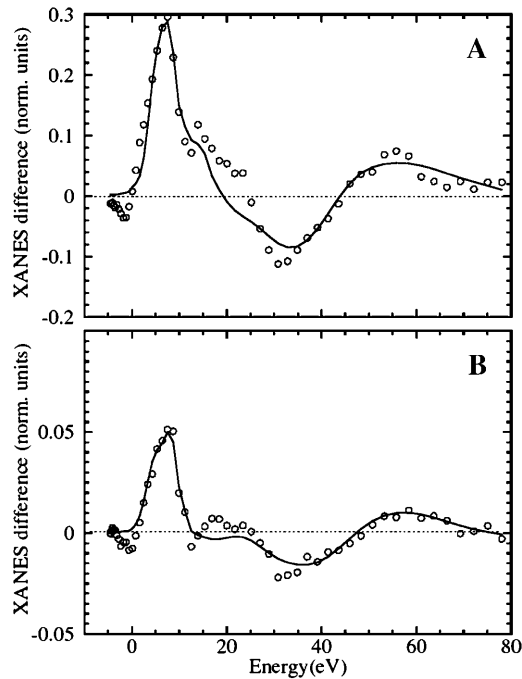 0.3
A
0.2
0.1
0
-0.1
-0.2
XANES difference (norm. units)
B
0.05
0
-0.05
XANES difference (norm. units)
0 20 40 60 80
Energy(eV)